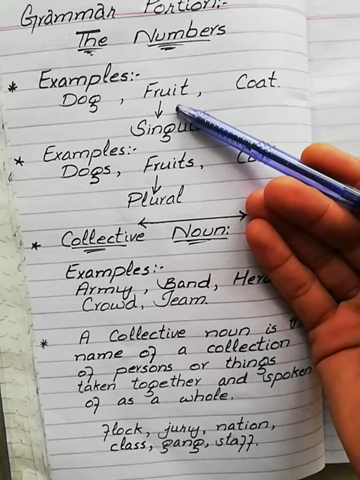 Grammar Portion:-
The Numbers
* Examples:-
Dog , Fruit , Coat.
* Examples:-
Dogs , Fruits ,
Plural
* Collective Noun:
Examples:-
Army , Band ,
Crowd , Team.
* A Collective noun is
name of a collection
of persons or things
taken together and spoken
of as a whole.
flock, jury, nation,
class, gang, staff.